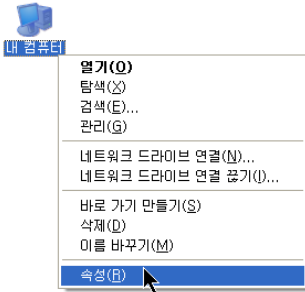 내 컴퓨터
열기(O)
탐색(X)
검색(E)...
관리(G)
네트워크 드라이브 연결(N)...
네트워크 드라이브 연결 끊기(I)...
바로 가기 만들기(S)
삭제(D)
이름 바꾸기(M)
속성(R)